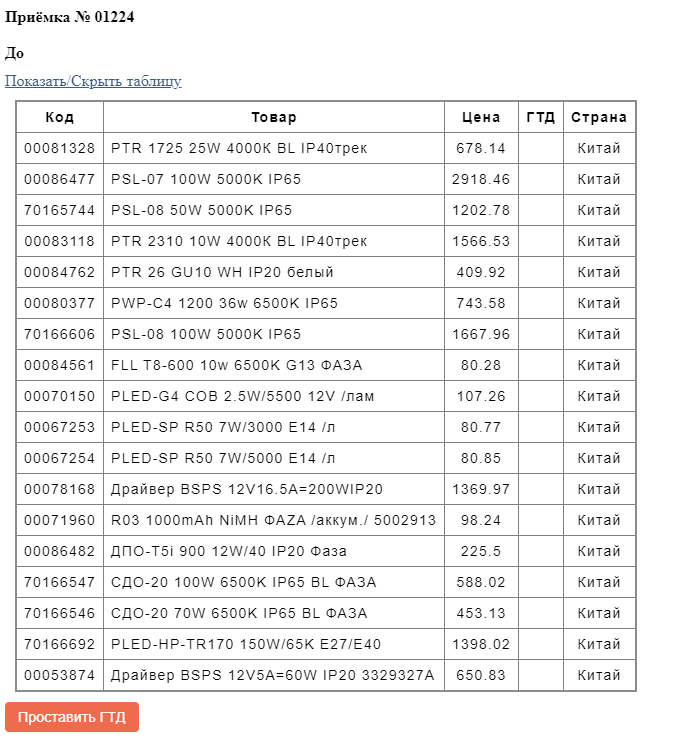 Приёмка № 01224
До
Показать/Скрыть таблицу
Код Товар Цена ГТД Страна
00081328 PTR 1725 25W 4000К BL IP40трек 678.14 Китай
00086477 PSL-07 100W 5000K IP65 2918.46 Китай
70165744 PSL-08 50W 5000K IP65 1202.78 Китай
00083118 PTR 2310 10W 4000К BL IP40трек 1566.53 Китай
00084762 PTR 26 GU10 WH IP20 белый 409.92 Китай
00080377 PWP-C4 1200 36w 6500K IP65 743.58 Китай
70166606 PSL-08 100W 5000K IP65 1667.96 Китай
00084561 FLL T8-600 10w 6500K G13 ФАЗА 80.28 Китай
00070150 PLED-G4 COB 2.5W/5500 12V /лам 107.26 Китай
00067253 PLED-SP R50 7W/3000 E14 /л 80.77 Китай
00067254 PLED-SP R50 7W/5000 E14 /л 80.85 Китай
00078168 Драйвер BSPS 12V16.5A=200WIP20 1369.97 Китай
00071960 R03 1000mAh NiMH ФАZА /аккум./ 5002913 98.24 Китай
00086482 ДПО-T5i 900 12W/40 IP20 Фаза 225.5 Китай
70166547 СДО-20 100W 6500K IP65 BL ФАЗА 588.02 Китай
70166546 СДО-20 70W 6500K IP65 BL ФАЗА 453.13 Китай
70166692 PLED-HP-TR170 150W/65K E27/E40 1398.02 Китай
00053874 Драйвер BSPS 12V5A=60W IP20 3329327A 650.83 Китай
Проставить ГТД